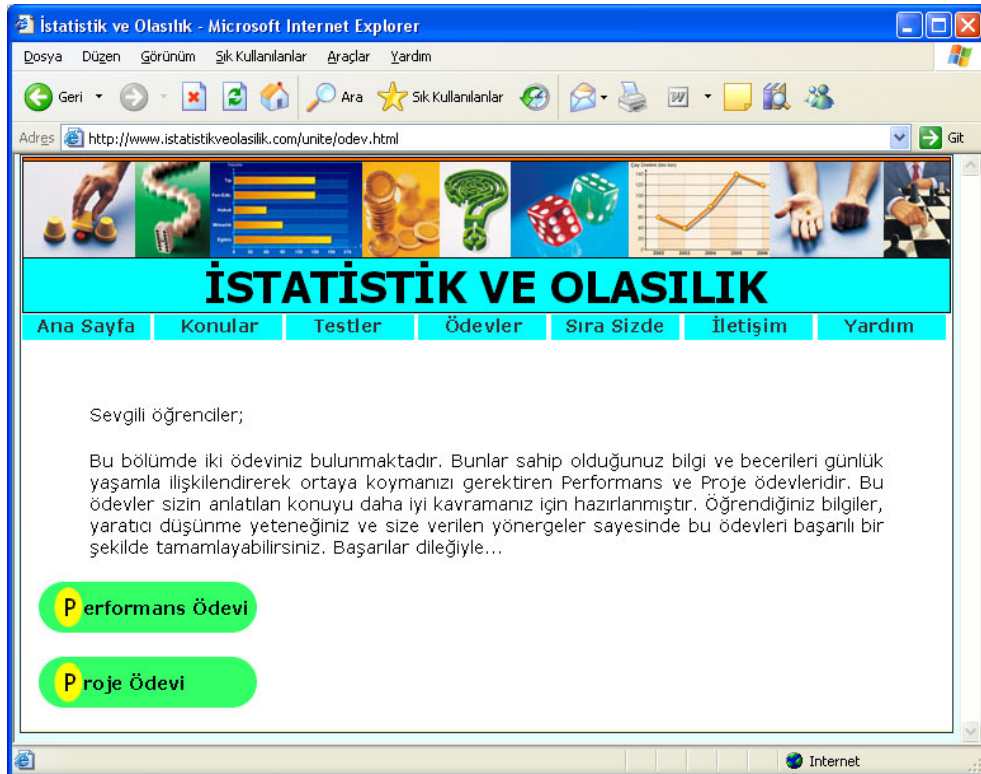 İstatistik ve Olasılık - Microsoft Internet Explorer
Dosya Düzen Görünüm Sık Kullanılanlar Araçlar Yardım
Geri Ara Sık Kullanılanlar
Adres http://www.istatistikveolasilik.com/unite/odev.html Git
İSTATİSTİK VE OLASILIK
Ana Sayfa Konular Testler Ödevler Sıra Sizde İletişim Yardım
Sevgili öğrenciler;
Bu bölümde iki ödeviniz bulunmaktadır. Bunlar sahip olduğunuz bilgi ve becerileri günlük
yaşamla ilişkilendirerek ortaya koymanızı gerektiren Performans ve Proje ödevleridir. Bu
ödevler sizin anlatılan konuyu daha iyi kavramanız için hazırlanmıştır. Öğrendiğiniz bilgiler,
yaratıcı düşünme yeteneğiniz ve size verilen yönergeler sayesinde bu ödevleri başarılı bir
şekilde tamamlayabilirsiniz. Başarılar dileğiyle...
Performans Ödevi
Proje Ödevi
Internet